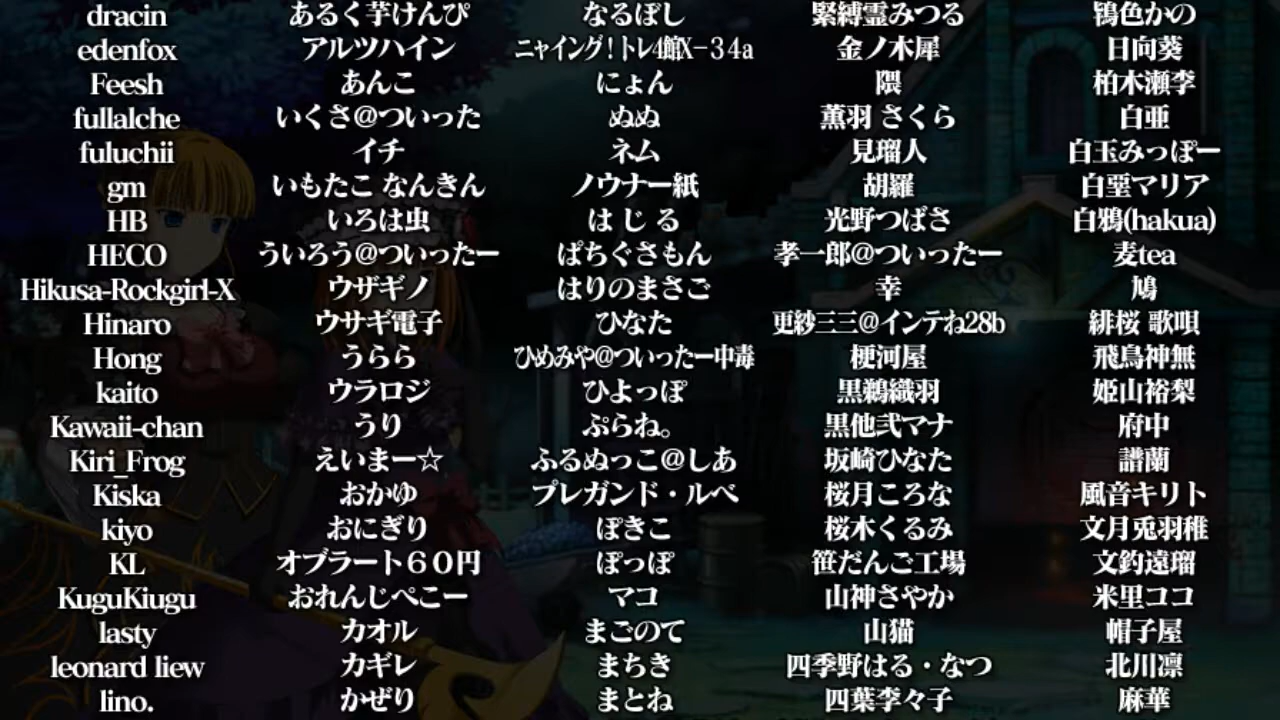 dracin あるく芋けんぴ なるぽし 緊縛霊みつる 鴇色かの
edenfox アルツハイン ニャイング！トレ4館X－３４a 金ノ木犀 日向葵
Feesh あんこ にょん 隈 柏木瀬李
fullalche いくさ@ついった ぬぬ 薫羽 さくら 白亜
fuluchii イチ ネム 見瑠人 白玉みっぽー
gm いもたこ なんきん ノウナー紙 胡羅 白堊マリア
HB いろは虫 は じ る 光野つばさ 白鴉(hakua)
HECO ういろう@ついったー ぱちぐさもん 孝一郎@ついったー 麦tea
Hikusa-Rockgirl-X ウザギノ はりのまさご 幸 鳩
Hinaro ウサギ電子 ひなた 更紗三三@インテね28b 緋桜 歌唄
Hong うらら ひめみや@ついったー中毒 梗河屋 飛鳥神無
kaito ウラロジ ひよっぽ 黒鵜織羽 姫山裕梨
Kawaii-chan うり ぷらね。 黒他弐マナ 府中
Kiri_Frog えいまー☆ ふるぬっこ@しあ 坂崎ひなた 譜蘭
Kiska おかゆ プレガンド・ルベ 桜月ころな 風音キリト
kiyo おにぎり ぽきこ 桜木くるみ 文月兎羽稚
KL オブラート６０円 ぽっぽ 笹だんご工場 文釣遠瑠
KuguKiugu おれんじぺこー マコ 山神さやか 米里ココ
lasty カオル まごのて 山猫 帽子屋
leonard liew カギレ まちき 四季野はる・なつ 北川凛
lino. かぜり まとね 四葉李々子 麻華